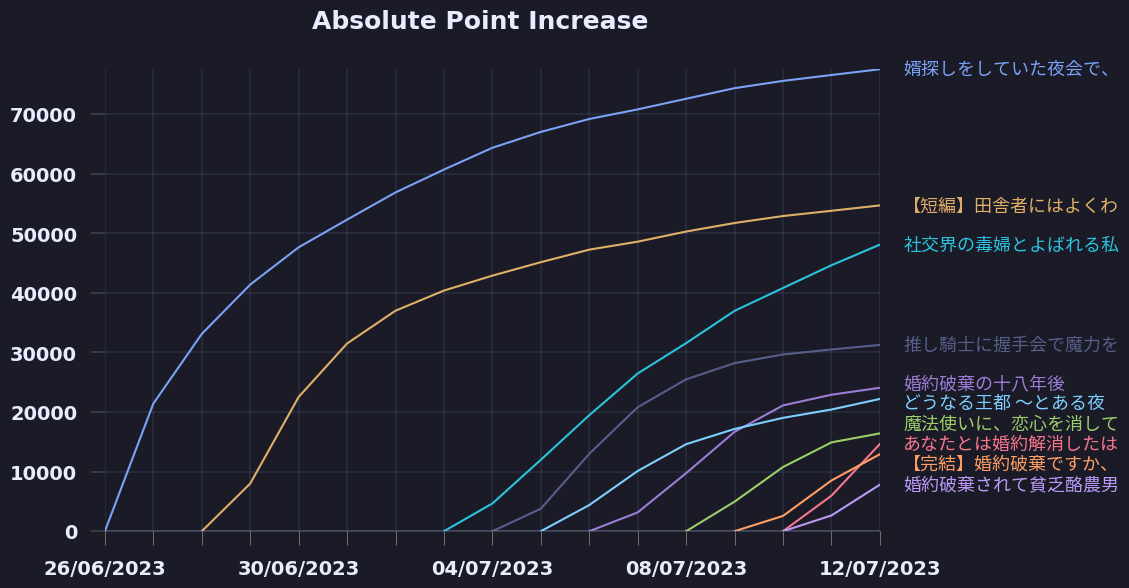 Absolute Point Increase
婿探しをしていた夜会で、
70000
60000
【短編】田舎者にはよくわ
50000
社交界の毒婦とよばれる私
40000
推し騎士に握手会で魔力を
30000
婚約破棄の十八年後
どうなる王都 ～とある夜
20000
魔法使いに、恋心を消して
あなたとは婚約解消したは
【完結】婚約破棄ですか、
10000
婚約破棄されて貧乏酪農男
0
26/06/2023 30/06/2023 04/07/2023 08/07/2023 12/07/2023